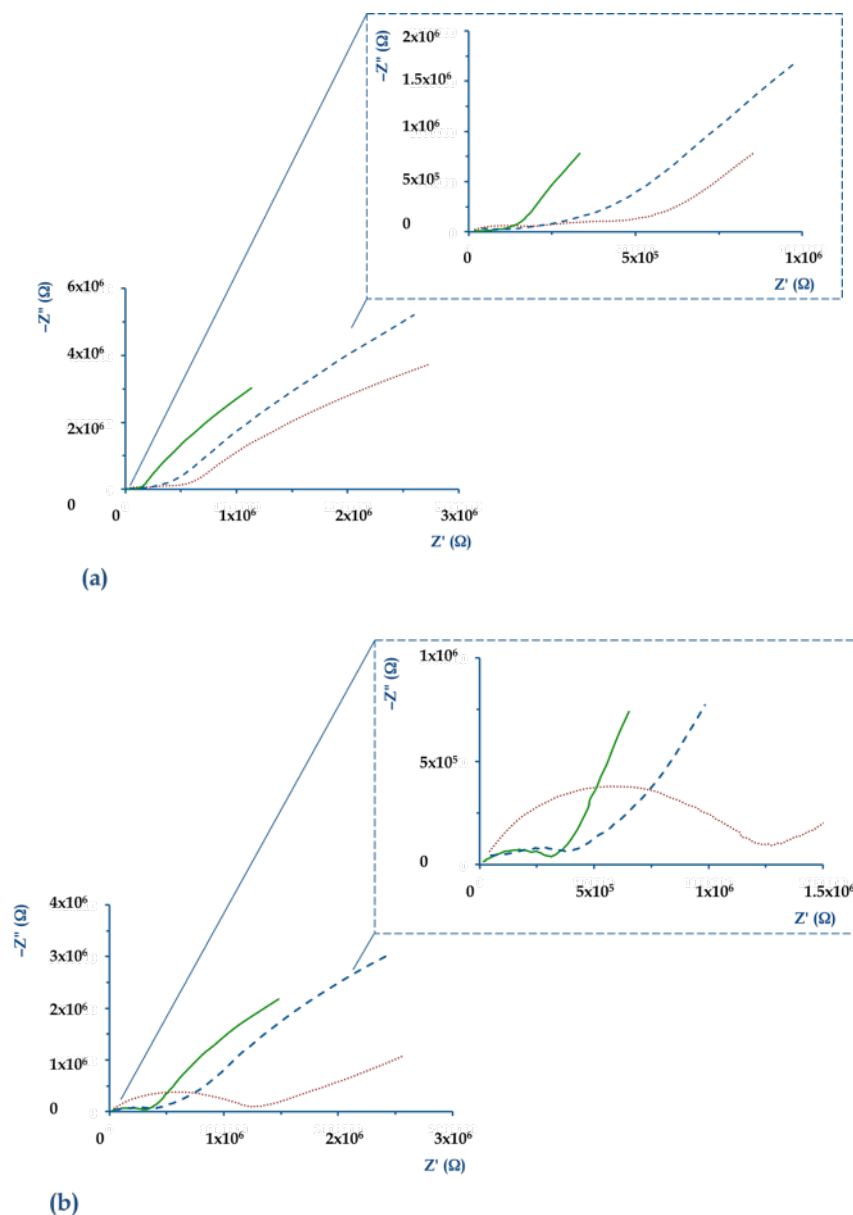 2x10⁶
−Z" (Ω)
1.5x10⁶
1x10⁶
5x10⁵
0
0
5x10⁵
1x10⁶
Z' (Ω)
6x10⁶
−Z" (Ω)
4x10⁶
2x10⁶
0
0
1x10⁶
2x10⁶
3x10⁶
Z' (Ω)
(a)
1x10⁶
−Z" (Ω)
5x10⁵
0
0
5x10⁵
1x10⁶
1.5x10⁶
Z' (Ω)
4x10⁶
−Z" (Ω)
3x10⁶
2x10⁶
1x10⁶
0
0
1x10⁶
2x10⁶
3x10⁶
Z' (Ω)
(b)